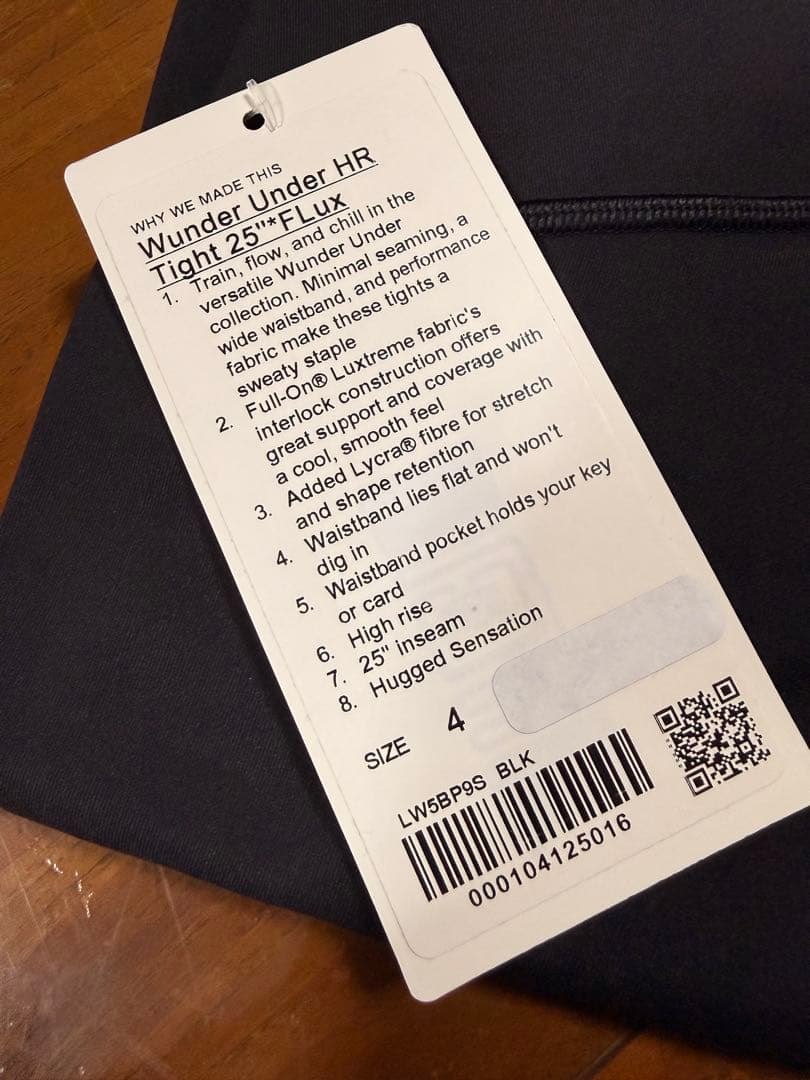 WHY WE MADE THIS
Wunder Under HR
Tight 25"*FLux
1. Train, flow, and chill in the
versatile Wunder Under
collection. Minimal seaming, a
wide waistband, and performance
fabric make these tights a
sweaty staple
2. Full-On® Luxtreme fabric's
interlock construction offers
great support and coverage with
a cool, smooth feel
3. Added Lycra® fibre for stretch
and shape retention
4. Waistband lies flat and won't
dig in
5. Waistband pocket holds your key
or card
6. High rise
7. 25" inseam
8. Hugged Sensation
SIZE 4
LW5BP9S BLK
000104125016